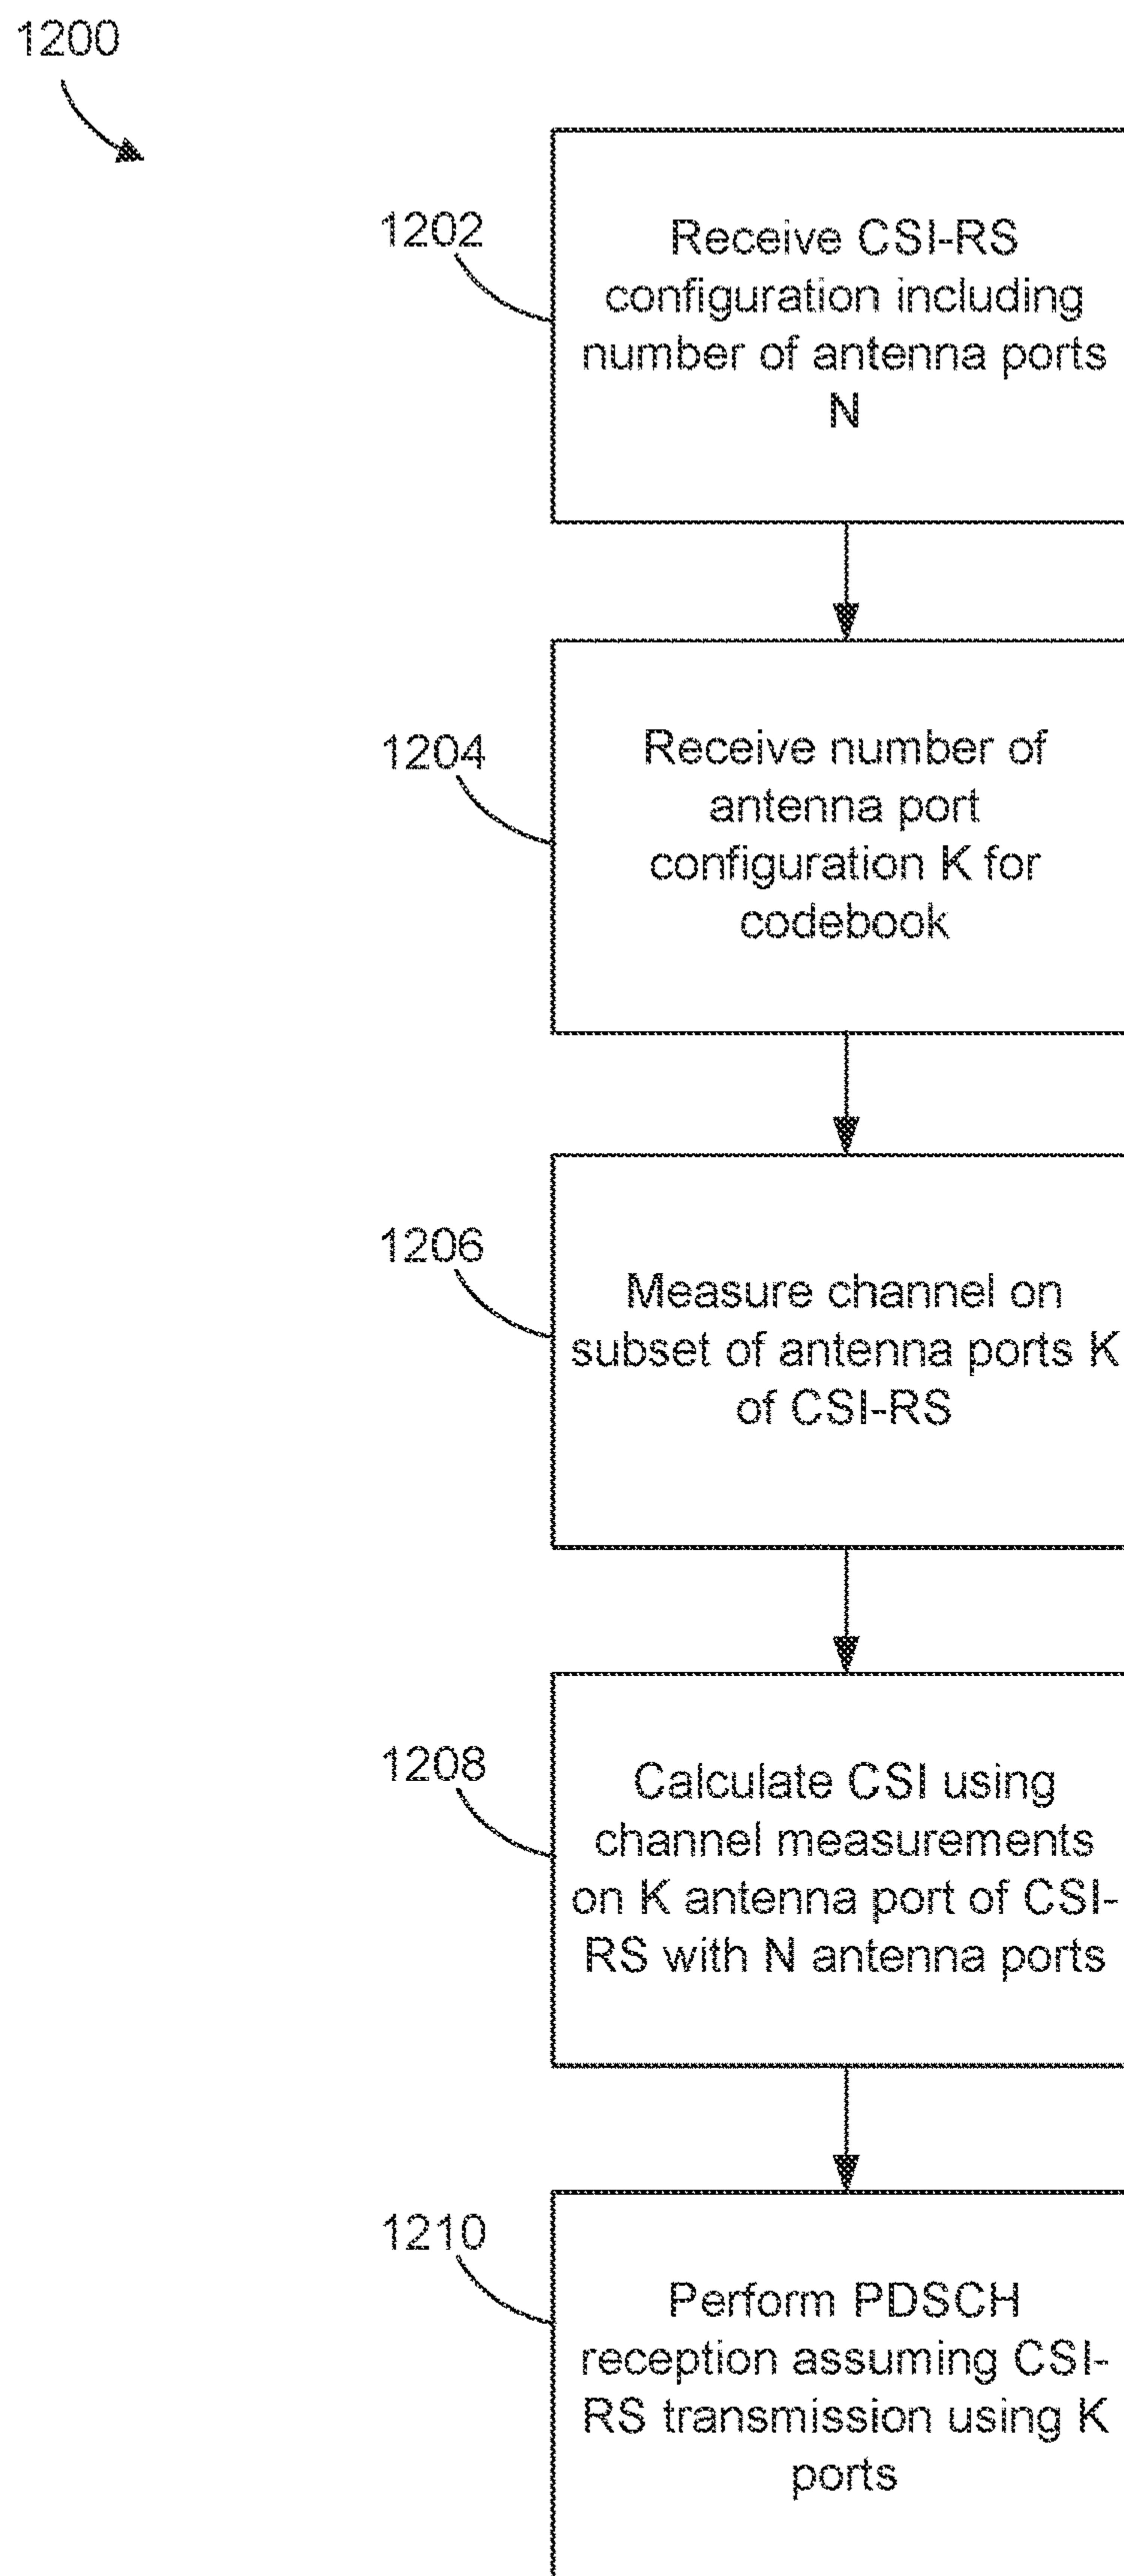 1200
1202
Receive CSI-RS
configuration including
number of antenna ports
N
1204
Receive number of
antenna port
configuration K for
codebook
1206
Measure channel on
subset of antenna ports K
of CSI-RS
1208
Calculate CSI using
channel measurements
on K antenna port of CSI-
RS with N antenna ports
1210
Perform PDSCH
reception assuming CSI-
RS transmission using K
ports